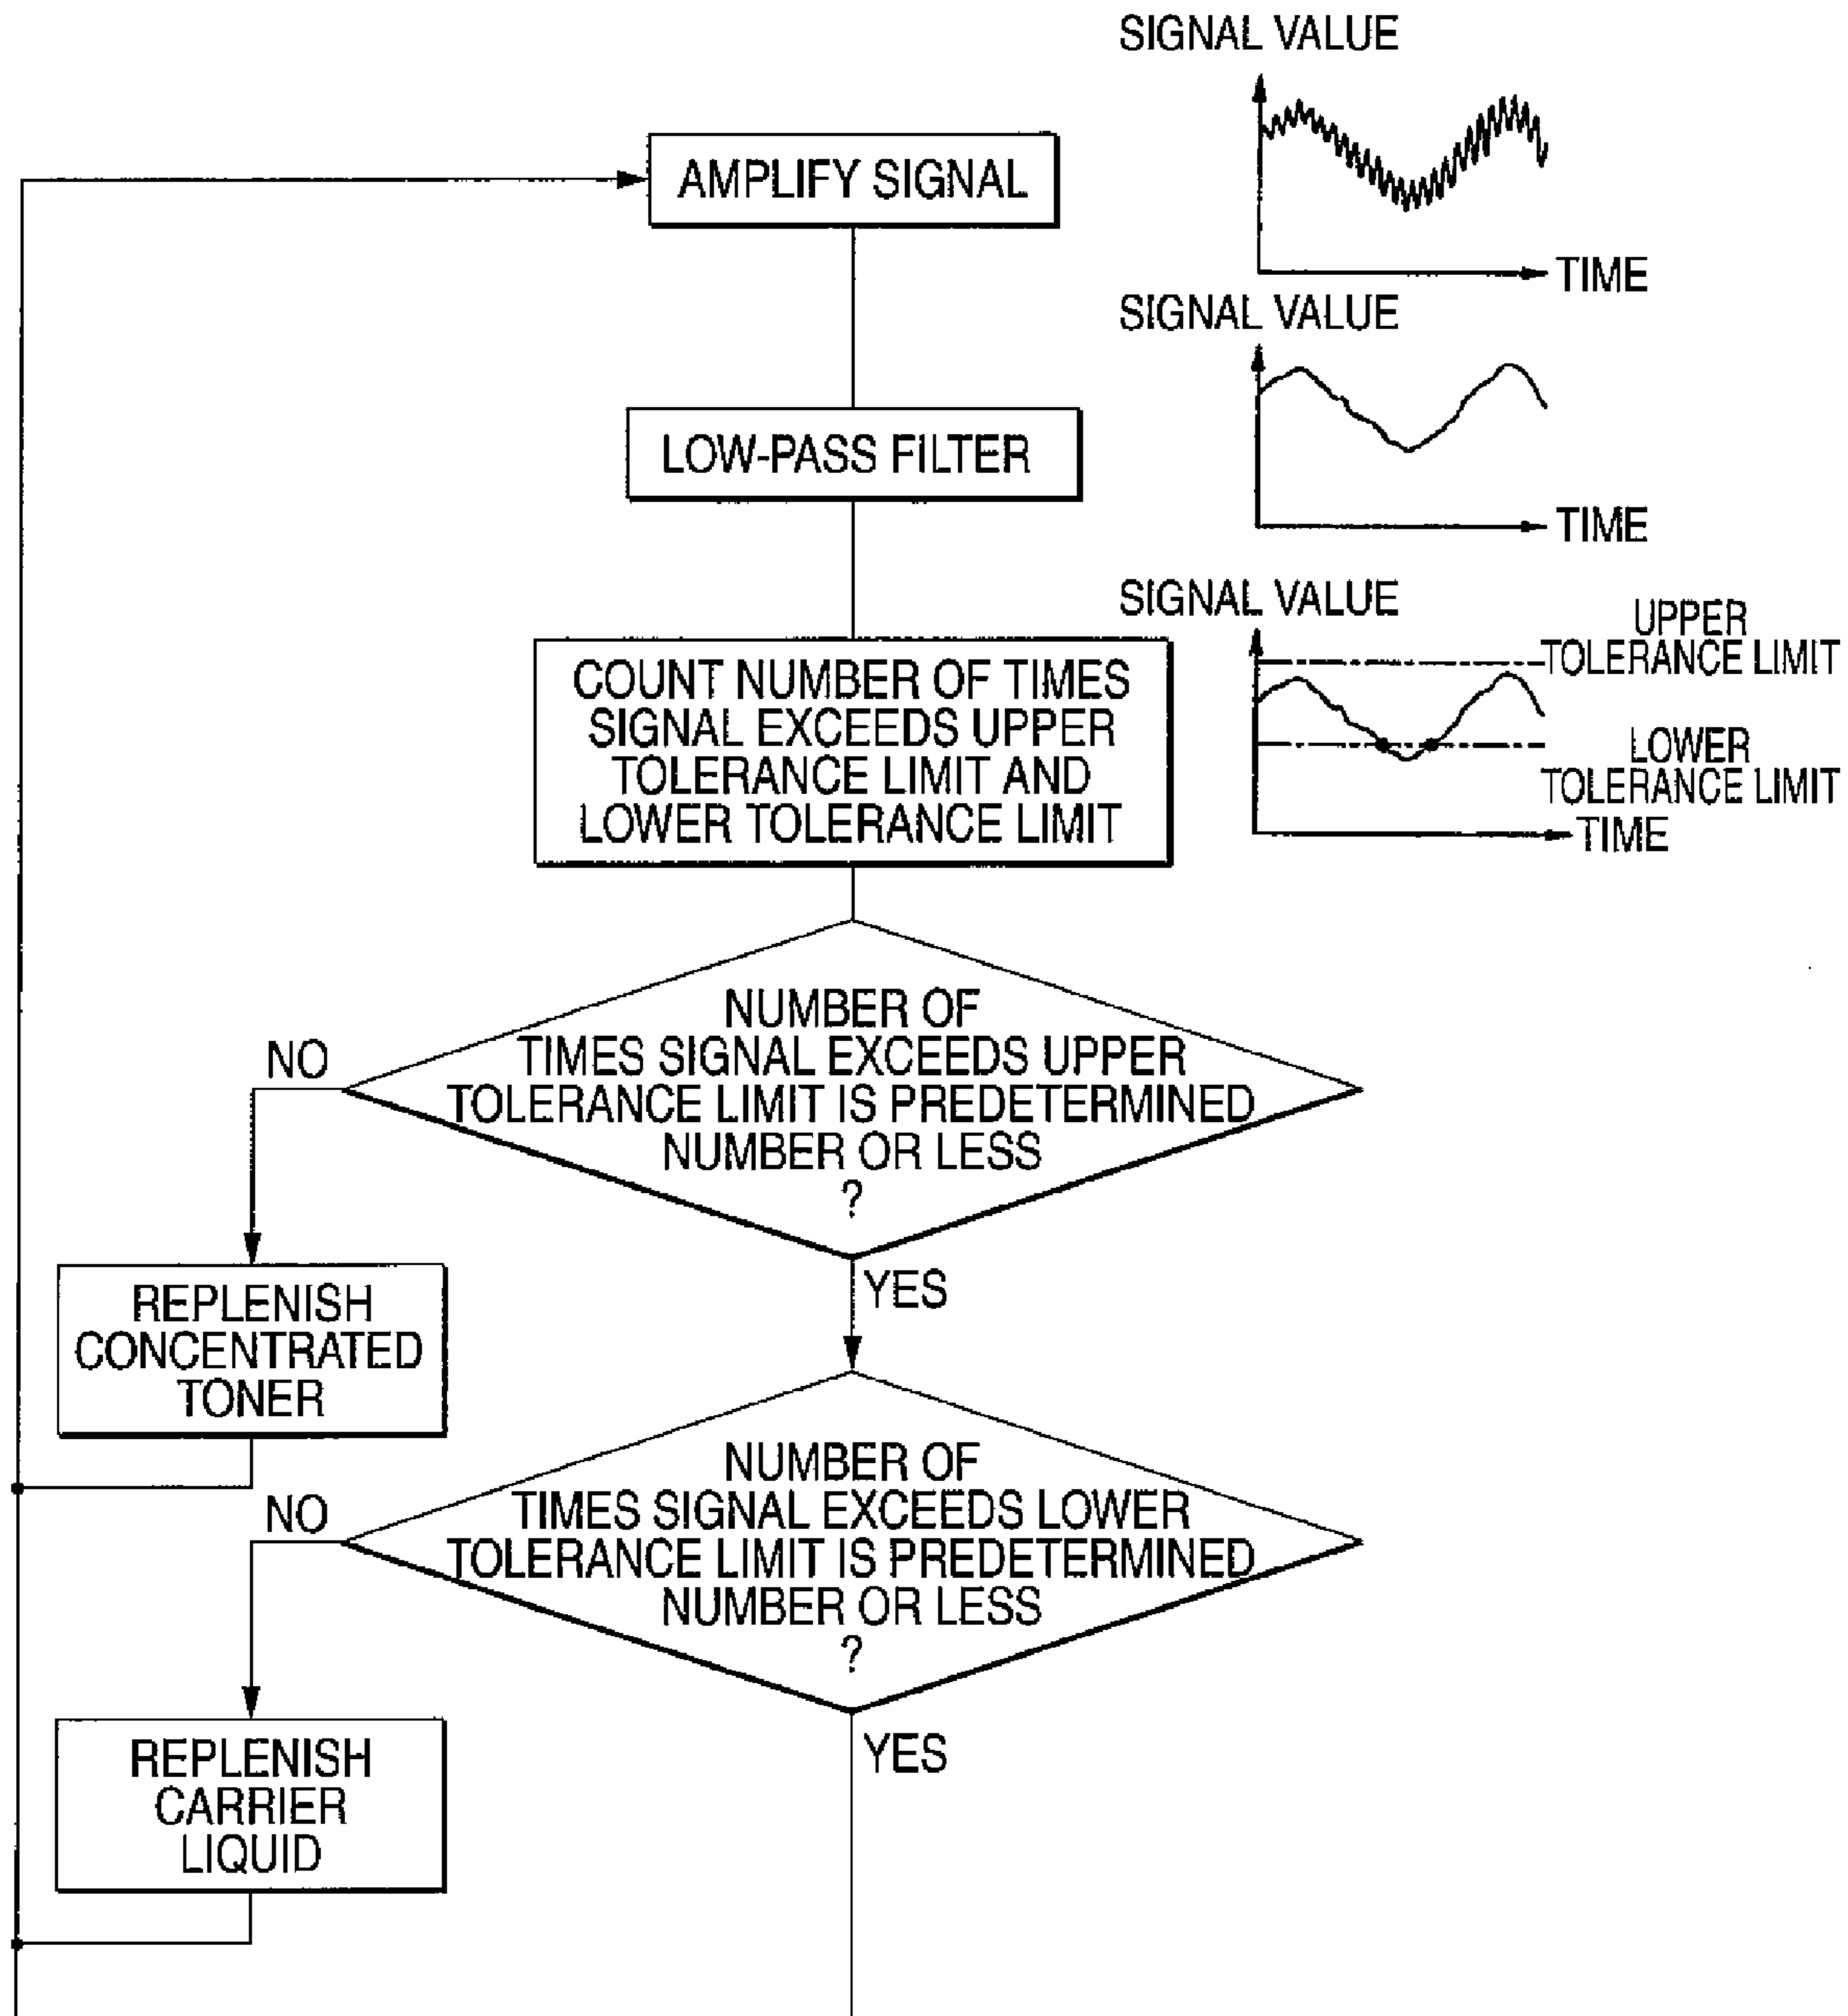 SIGNAL VALUE
AMPLIFY SIGNAL
TIME
SIGNAL VALUE
LOW-PASS FILTER
TIME
SIGNAL VALUE
UPPER
TOLERANCE LIMIT
LOWER
TOLERANCE LIMIT
TIME
COUNT NUMBER OF TIMES
SIGNAL EXCEEDS UPPER
TOLERANCE LIMIT AND
LOWER TOLERANCE LIMIT
NUMBER OF
TIMES SIGNAL EXCEEDS UPPER
TOLERANCE LIMIT IS PREDETERMINED
NUMBER OR LESS
?
NO
YES
REPLENISH
CONCENTRATED
TONER
NUMBER OF
TIMES SIGNAL EXCEEDS LOWER
TOLERANCE LIMIT IS PREDETERMINED
NUMBER OR LESS
?
NO
YES
REPLENISH
CARRIER
LIQUID